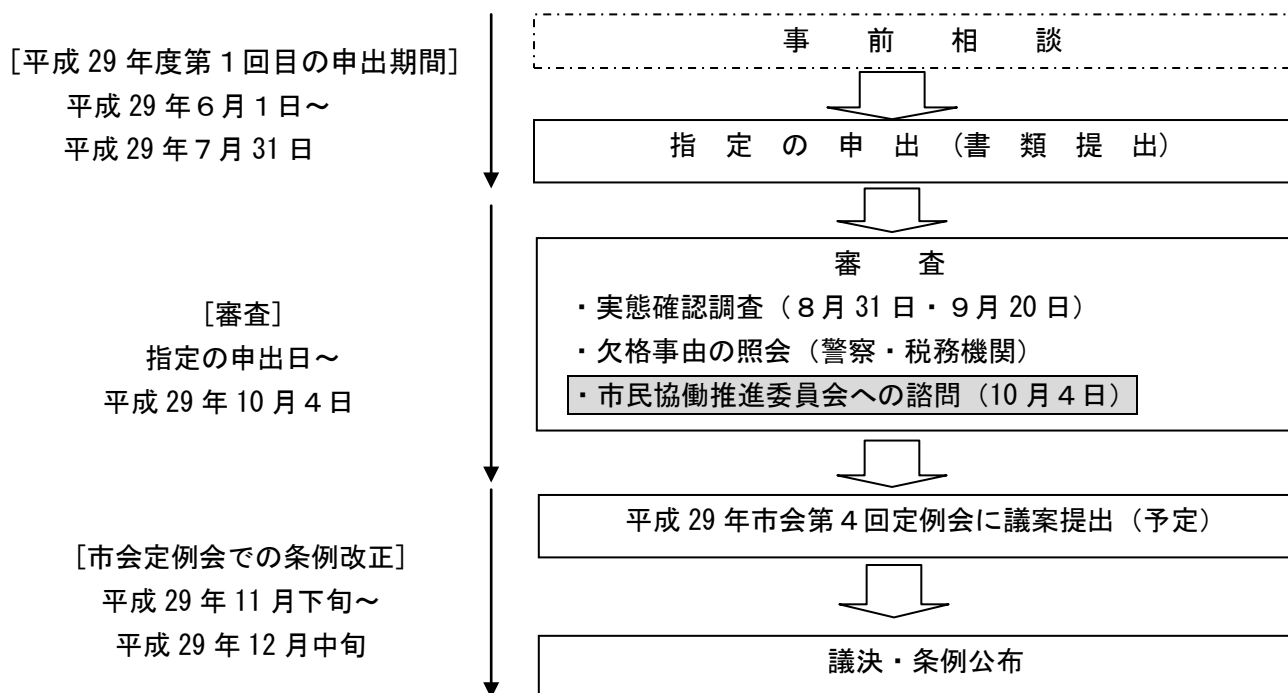 [平成 29 年度第１回目の申出期間]
平成 29 年６月１日～
平成 29 年７月 31 日
事　前　相　談
指　定　の　申　出　(書　類　提　出)
[審査]
指定の申出日～
平成 29 年 10 月４日
審　査
・実態確認調査（８月 31 日・９月 20 日）
・欠格事由の照会（警察・税務機関）
・市民協働推進委員会への諮問（10 月４日）
[市会定例会での条例改正]
平成 29 年 11 月下旬～
平成 29 年 12 月中旬
平成 29 年市会第４回定例会に議案提出（予定）
議決・条例公布